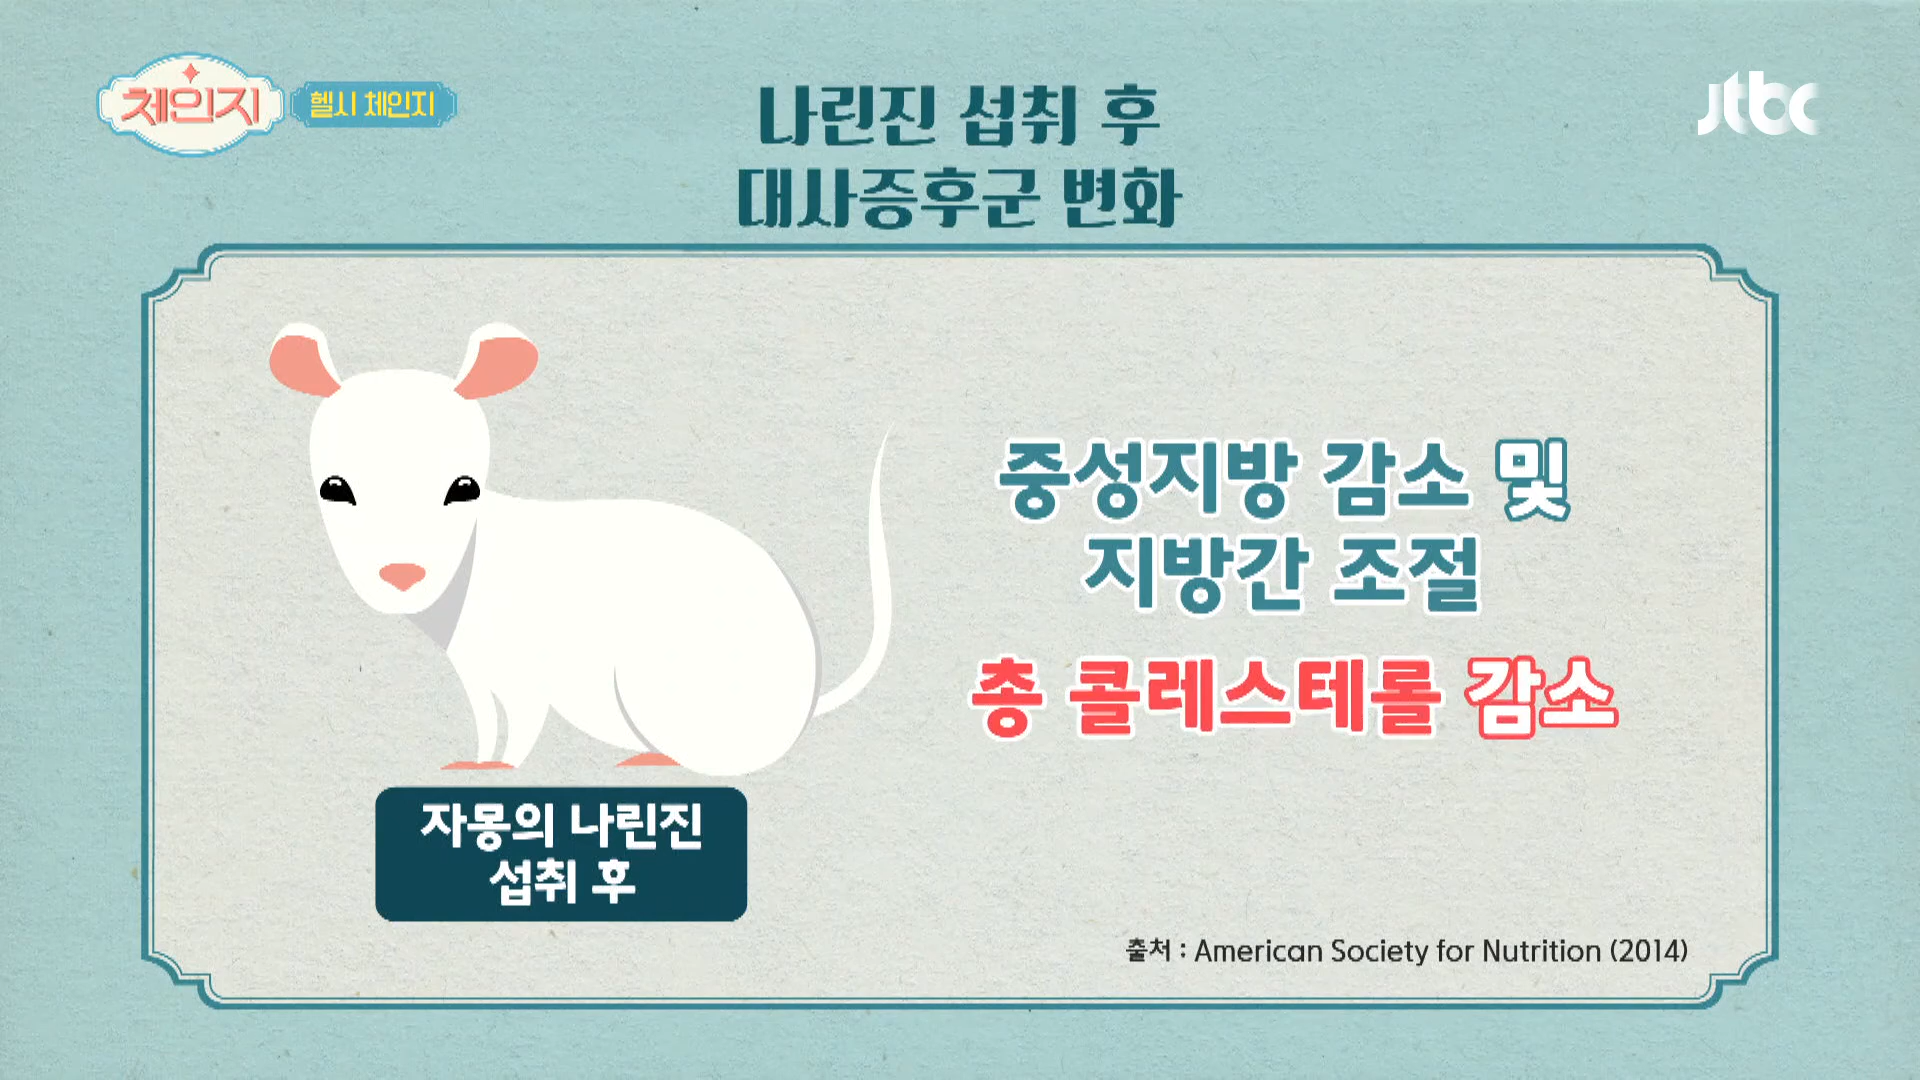 체인지
헬시 체인지
jtbc
나린진 섭취 후
대사증후군 변화
중성지방 감소 및
지방간 조절
총 콜레스테롤 감소
자몽의 나린진
섭취 후
출처 : American Society for Nutrition (2014)